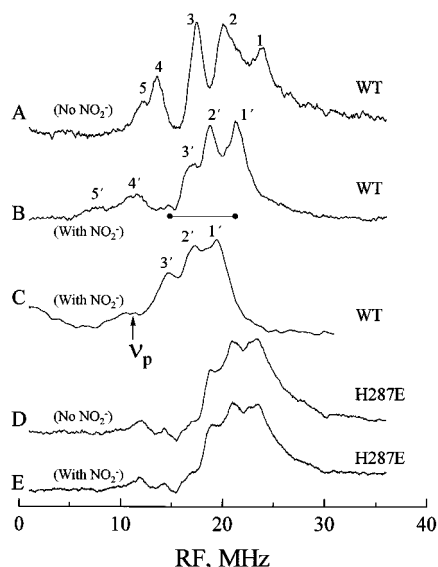 3
2
1
4
5
A
(No NO₂⁻)
WT
2'
1'
3'
5'
4'
B
(With NO₂⁻)
WT
2'
1'
3'
C
(With NO₂⁻)
WT
νp
H287E
D
(No NO₂⁻)
H287E
E
(With NO₂⁻)
0 10 20 30 40
RF, MHz